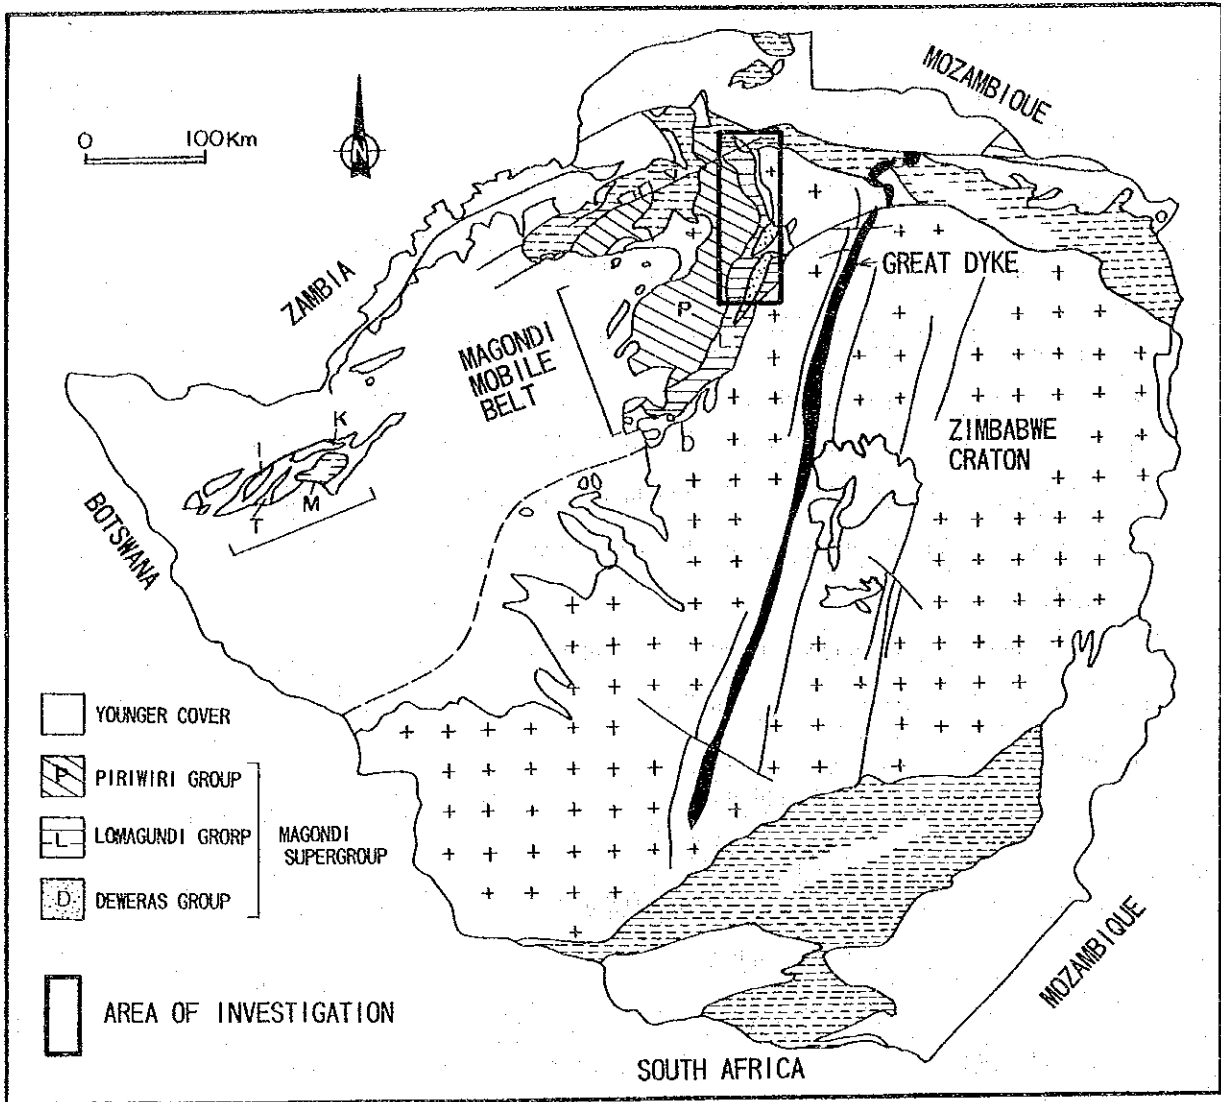 MOZAMBIQUE
0 100Km
N
ZAMBIA
GREAT DYKE
P
MAGONDI
MOBILE
BELT
L
K
I
T
M
D
ZIMBABWE
CRATON
BOTSWANA
YOUNGER COVER
P PIRIWIRI GROUP
L LOMAGUNDI GRORP
D DEWERAS GROUP
MAGONDI
SUPERGROUP
AREA OF INVESTIGATION
MOZAMBIQUE
SOUTH AFRICA